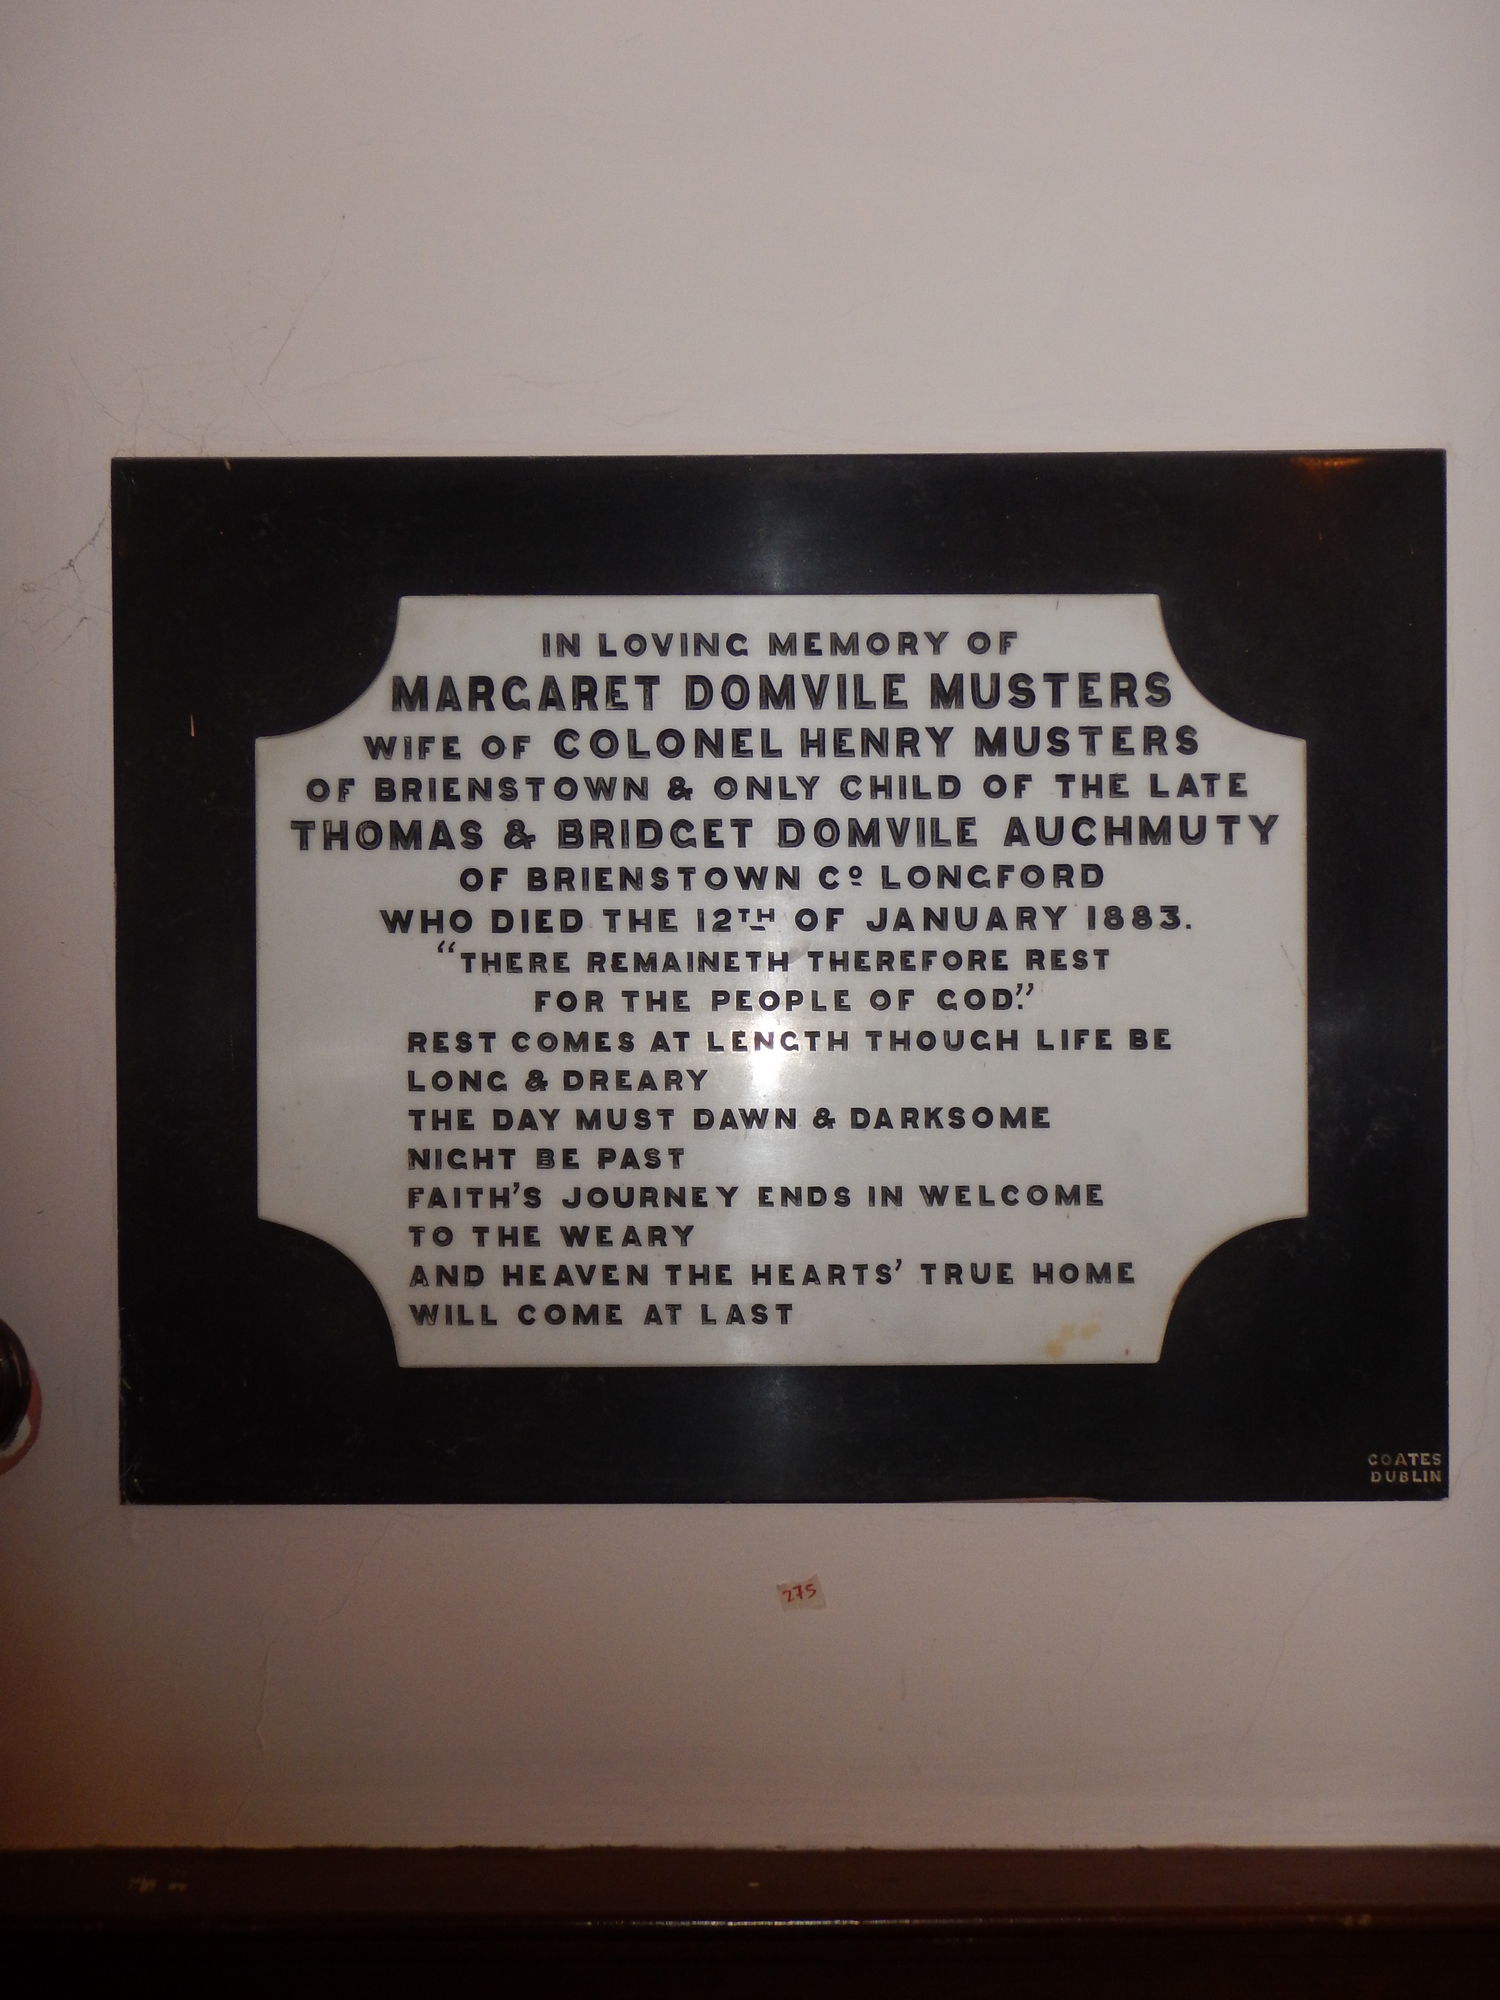 IN LOVING MEMORY OF
MARGARET DOMVILE MUSTERS
WIFE OF COLONEL HENRY MUSTERS
OF BRIENSTOWN & ONLY CHILD OF THE LATE
THOMAS & BRIDGET DOMVILE AUCHMUTY
OF BRIENSTOWN Cº LONGFORD
WHO DIED THE 12TH OF JANUARY 1883.
“THERE REMAINETH THEREFORE REST
FOR THE PEOPLE OF GOD.”
REST COMES AT LENGTH THOUGH LIFE BE
LONG & DREARY
THE DAY MUST DAWN & DARKSOME
NIGHT BE PAST
FAITH'S JOURNEY ENDS IN WELCOME
TO THE WEARY
AND HEAVEN THE HEARTS' TRUE HOME
WILL COME AT LAST
COATES
DUBLIN
275